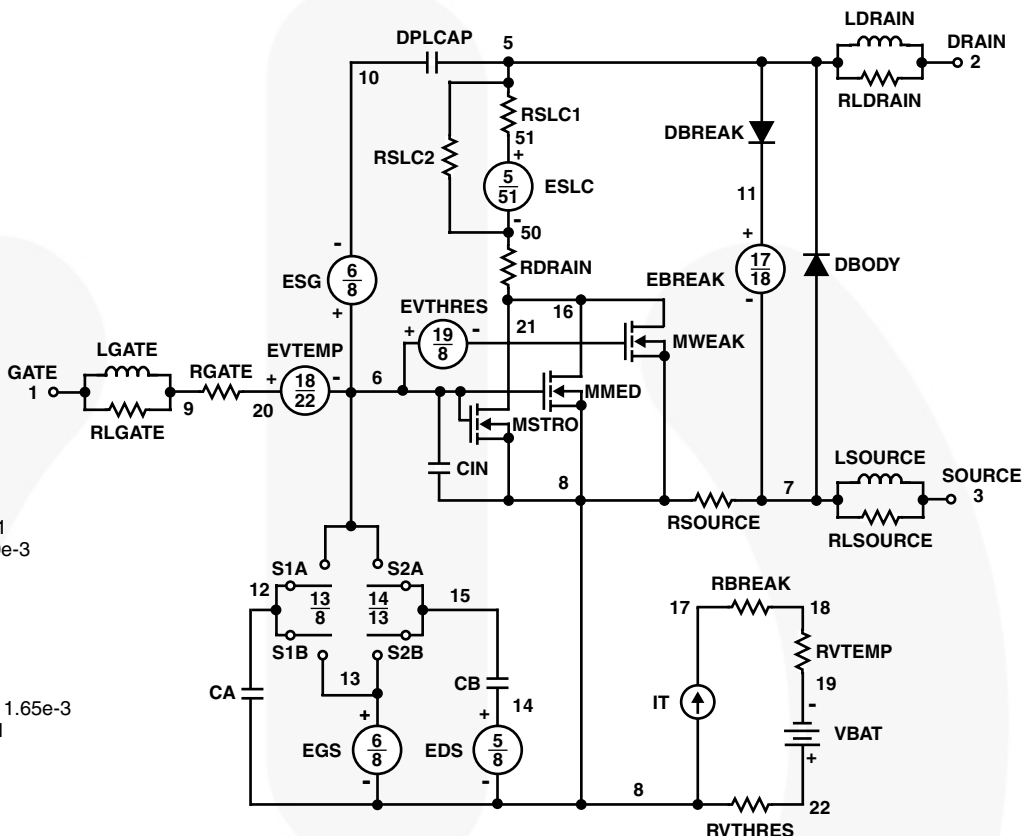 LDRAIN
DPLCAP
5
DRAIN
2
10
RLDRAIN
RSLC1
DBREAK
51
+
RSLC2
5
51
ESLC
11
-
50
-
+
17
18
DBODY
RDRAIN
EBREAK
6
8
ESG
-
+
EVTHRES
16
21
+
19
8
-
MWEAK
LGATE
EVTEMP
GATE
1
RGATE
+
18
22
-
6
MMED
9
20
RLGATE
MSTRO
CIN
LSOURCE
8
7
SOURCE
3
RSOURCE
RLSOURCE
1
e-3
S1A
S2A
12
13
8
14
13
15
RBREAK
17
18
RVTEMP
S1B
S2B
13
CB
19
CA
14
IT
-
1.65e-3
+
+
VBAT
EGS
6
8
EDS
5
8
+
-
-
8
22
RVTHRES